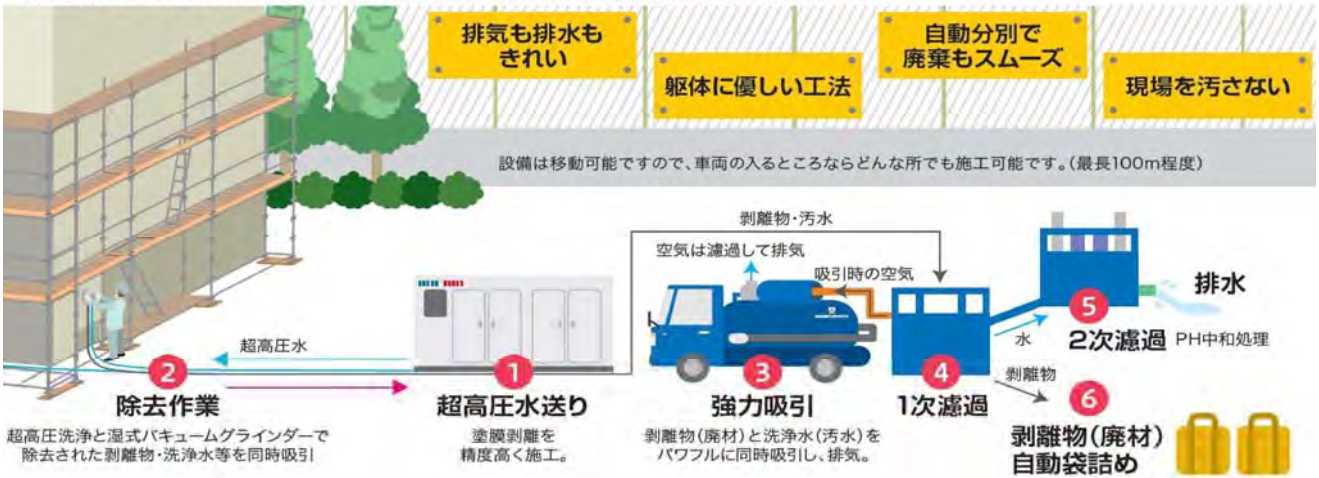 排気も排水も
きれい
躯体に優しい工法
自動分別で
廃棄もスムーズ
現場を汚さない
設備は移動可能ですので、車両の入るところならどんな所でも施工可能です。(最長100m程度)
剥離物・汚水
空気は濾過して排気
吸引時の空気
超高圧水
水
剥離物
排水
PH中和処理
1
超高圧水送り
塗膜剥離を
精度高く施工。
2
除去作業
超高圧洗浄と湿式バキュームグラインダーで
除去された剥離物・洗浄水等を同時吸引
3
強力吸引
剥離物(廃材)と洗浄水(汚水)を
パワフルに同時吸引し、排気。
4
1次濾過
5
2次濾過
6
剥離物(廃材)
自動袋詰め